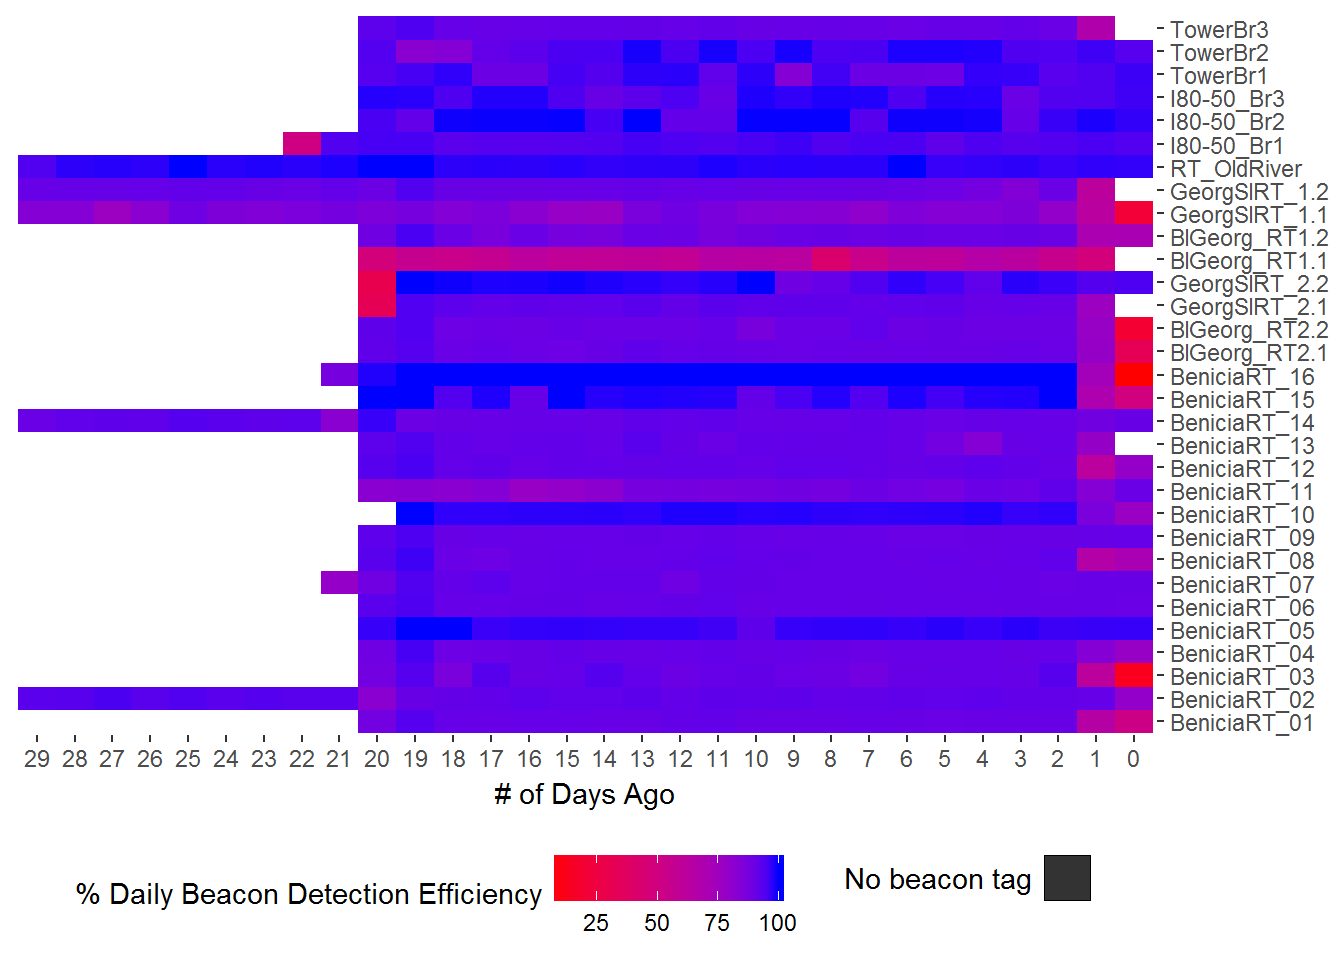 TowerBr3
TowerBr2
TowerBr1
I80-50_Br3
I80-50_Br2
I80-50_Br1
RT_OldRiver
GeorgSlRT_1.2
GeorgSlRT_1.1
BlGeorg_RT1.2
BlGeorg_RT1.1
GeorgSlRT_2.2
GeorgSlRT_2.1
BlGeorg_RT2.2
BlGeorg_RT2.1
BeniciaRT_16
BeniciaRT_15
BeniciaRT_14
BeniciaRT_13
BeniciaRT_12
BeniciaRT_11
BeniciaRT_10
BeniciaRT_09
BeniciaRT_08
BeniciaRT_07
BeniciaRT_06
BeniciaRT_05
BeniciaRT_04
BeniciaRT_03
BeniciaRT_02
BeniciaRT_01
29 28 27 26 25 24 23 22 21 20 19 18 17 16 15 14 13 12 11 10 9 8 7 6 5 4 3 2 1 0
# of Days Ago
% Daily Beacon Detection Efficiency
25 50 75 100
No beacon tag